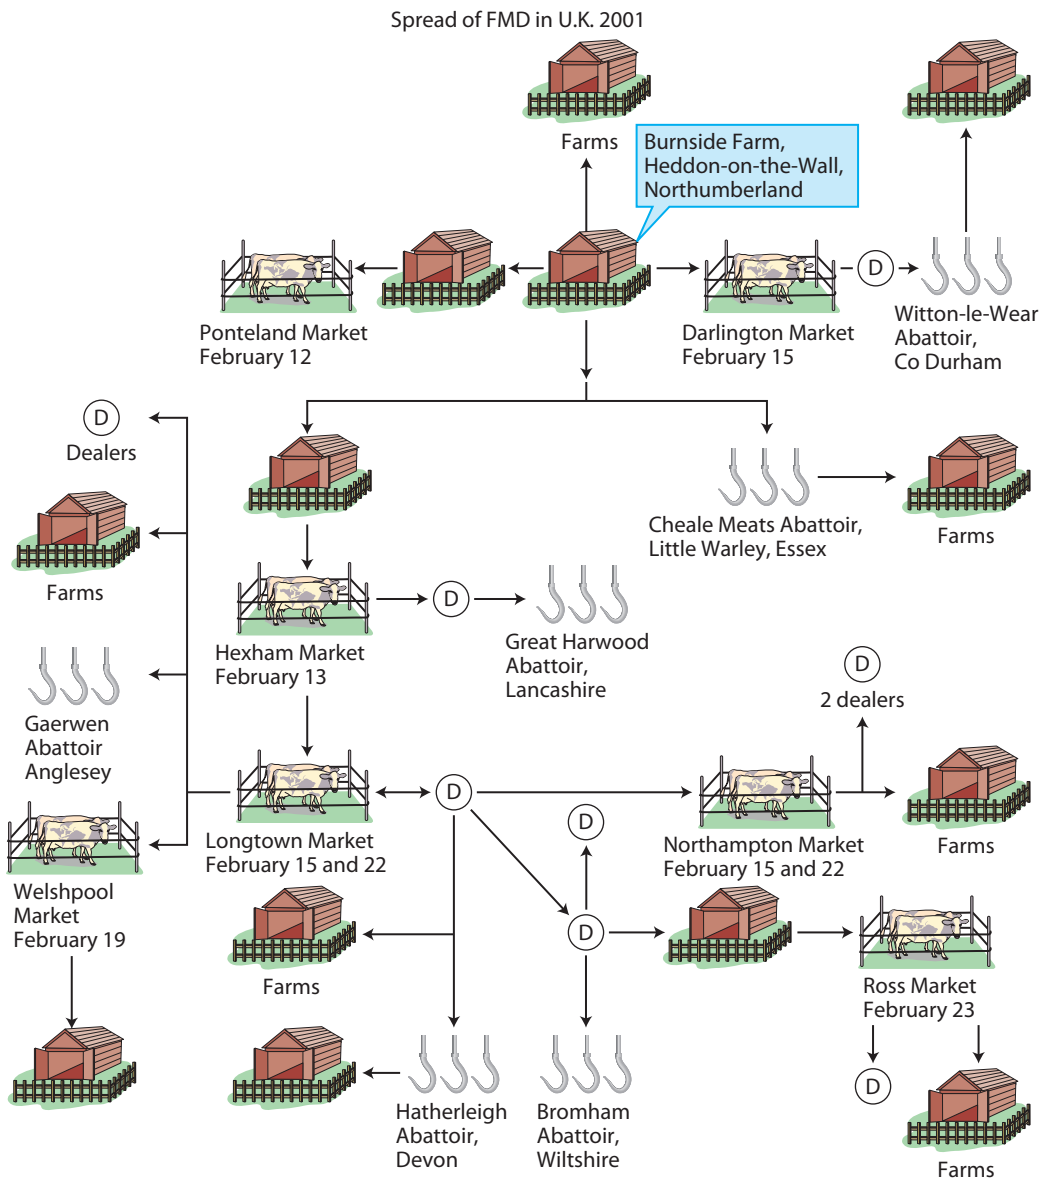 Spread of FMD in U.K. 2001
Farms
Burnside Farm,
Heddon-on-the-Wall,
Northumberland
D
Ponteland Market
February 12
Darlington Market
February 15
Witton-le-Wear
Abattoir,
Co Durham
D
Dealers
Cheale Meats Abattoir,
Little Warley, Essex
Farms
Farms
D
Hexham Market
February 13
Great Harwood
Abattoir,
Lancashire
D
2 dealers
Gaerwen
Abattoir
Anglesey
D
D
Longtown Market
February 15 and 22
Northampton Market
February 15 and 22
Farms
Welshpool
Market
February 19
D
Farms
Ross Market
February 23
D
Hatherleigh
Abattoir,
Devon
Bromham
Abattoir,
Wiltshire
Farms